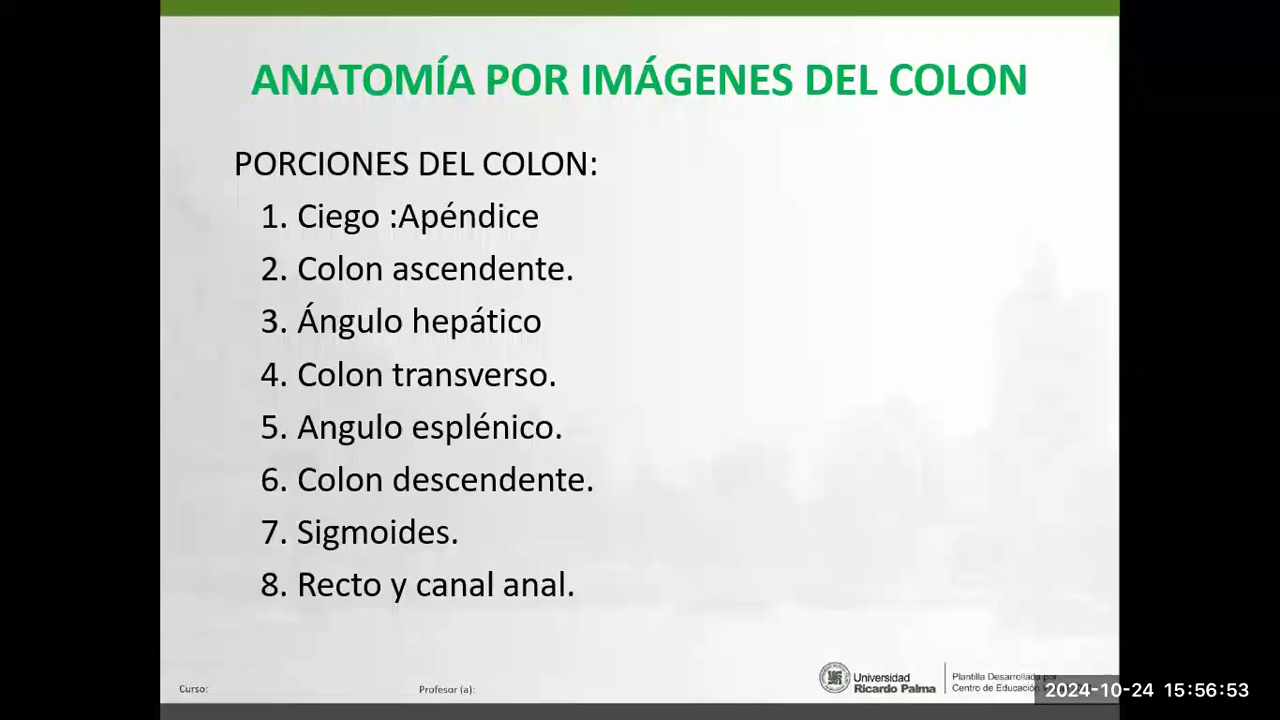 ANATOMÍA POR IMÁGENES DEL COLON
PORCIONES DEL COLON:
1. Ciego :Apéndice
2. Colon ascendente.
3. Ángulo hepático
4. Colon transverso.
5. Angulo esplénico.
6. Colon descendente.
7. Sigmoides.
8. Recto y canal anal.
Curso:
Profesor (a):
Universidad
Ricardo Palma
Plantilla Desarrollada por
Centro de Educación
2024-10-24 15:56:53